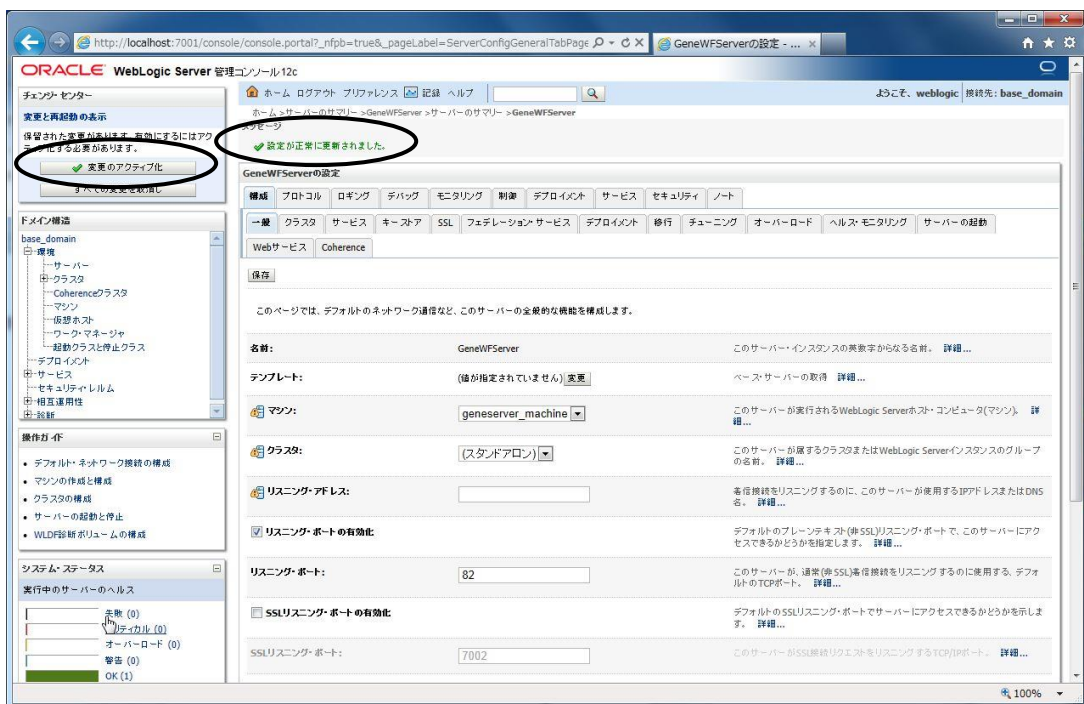 http://localhost:7001/console/console.portal?_nfpb=true&_pageLabel=ServerConfigGeneralTabPage
GeneWFServerの設定 - ...
ORACLE WebLogic Server 管理コンソール12c
チェンジ・センター
変更と再起動の表示
保留された変更があります。有効にするにはアクティブ化する必要があります。
変更のアクティブ化
すべての変更を取消し
ドメイン構造
base_domain
環境
サーバー
クラスタ
Coherenceクラスタ
マシン
仮想ホスト
ワーク・マネージャ
起動クラスと停止クラス
デプロイメント
サービス
セキュリティ・レルム
相互運用性
診断
操作ガイド
デフォルト・ネットワーク接続の構成
マシンの作成と構成
クラスタの構成
サーバーの起動と停止
WLDF診断ボリュームの構成
システム・ステータス
実行中のサーバーのヘルス
失敗 (0)
クリティカル (0)
オーバーロード (0)
警告 (0)
OK (1)
ホーム ログアウト プリファレンス 記録 ヘルプ
ようこそ、weblogic 接続先: base_domain
ホーム >サーバーのサマリー >GeneWFServer >サーバーのサマリー >GeneWFServer
メッセージ
設定が正常に更新されました。
GeneWFServerの設定
構成 プロトコル ロギング デバッグ モニタリング 制御 デプロイメント サービス セキュリティ ノート
一般 クラスタ サービス キーストア SSL フェデレーション・サービス デプロイメント 移行 チューニング オーバーロード ヘルス・モニタリング サーバーの起動
Webサービス Coherence
保存
このページでは、デフォルトのネットワーク通信など、このサーバーの全般的な機能を構成します。
名前: GeneWFServer このサーバー・インスタンスの英数字からなる名前。 詳細...
テンプレート: (値が指定されていません) 変更 ベース・サーバーの取得 詳細...
マシン: geneserver_machine このサーバーが実行されるWebLogic Serverホスト・コンピュータ(マシン)。 詳
細...
クラスタ: (スタンドアロン) このサーバーが属するクラスタまたはWebLogic Serverインスタンスのグループ
の名前。 詳細...
リスニング・アドレス: 着信接続をリスニングするのに、このサーバーが使用するIPアドレスまたはDNS
名。 詳細...
リスニング・ポートの有効化 デフォルトのプレーンテキスト(非SSL)リスニング・ポートで、このサーバーにアク
セスできるかどうかを指定します。 詳細...
リスニング・ポート: 82 このサーバーが、通常(非SSL)着信接続をリスニングするのに使用する、デフォ
ルトのTCPポート。 詳細...
SSLリスニング・ポートの有効化 デフォルトのSSLリスニング・ポートでサーバーにアクセスできるかどうかを示しま
す。 詳細...
SSLリスニング・ポート: 7002 このサーバーがSSL接続リクエストをリスニングするTCP/IPポート。 詳細...
100%